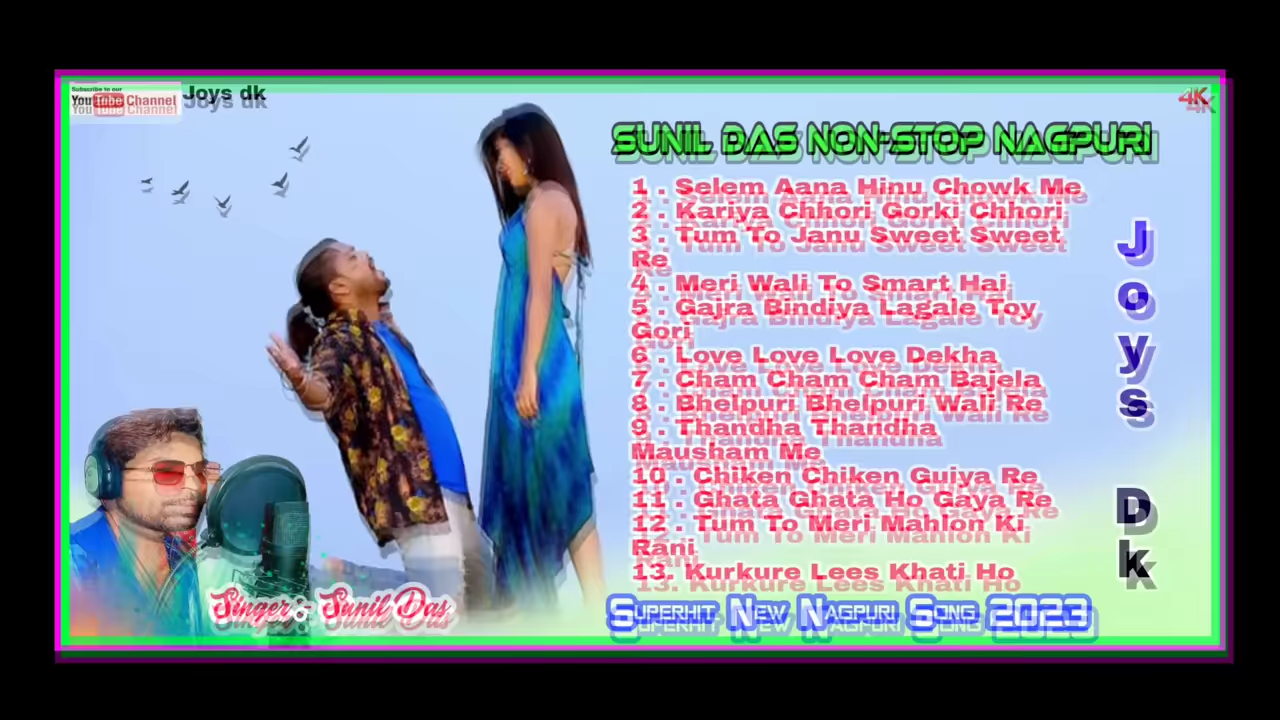 Subscribe to our
YouTube Channel
Joys dk
4K
SUNIL DAS NON-STOP NAGPURI
1 . Selem Aana Hinu Chowk Me
2 . Kariya Chhori Gorki Chhori
3 . Tum To Janu Sweet Sweet
Re
4 . Meri Wali To Smart Hai
5 . Gajra Bindiya Lagale Toy
Gori
6 . Love Love Love Dekha
7 . Cham Cham Cham Bajela
8 . Bhelpuri Bhelpuri Wali Re
9 . Thandha Thandha
Mausham Me
10 . Chiken Chiken Guiya Re
11 . Ghata Ghata Ho Gaya Re
12 . Tum To Meri Mahlon Ki
Rani
13. Kurkure Lees Khati Ho
Joys Dk
Singer:- Sunil Das
Superhit New Nagpuri Song 2023